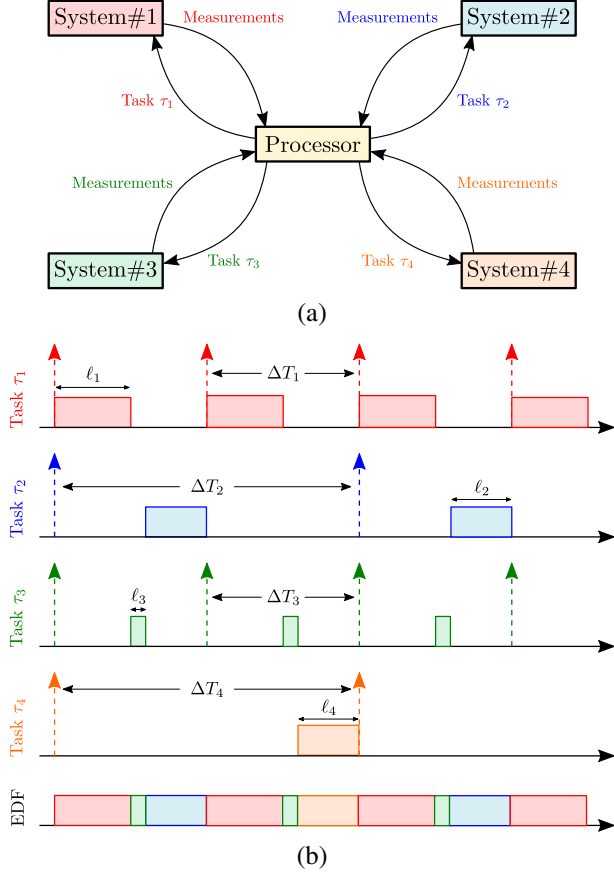 System#1
Measurements
Measurements
System#2
Task τ₁
Task τ₂
Processor
Measurements
Measurements
System#3
Task τ₃
Task τ₄
System#4
(a)
Task τ₁
ℓ₁
ΔT₁
Task τ₂
ΔT₂
ℓ₂
Task τ₃
ℓ₃
ΔT₃
Task τ₄
ΔT₄
ℓ₄
EDF
(b)